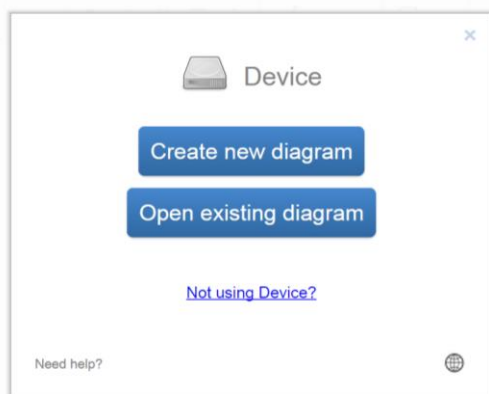 Device
Create new diagram
Open existing diagram
Not using Device?
Need help?